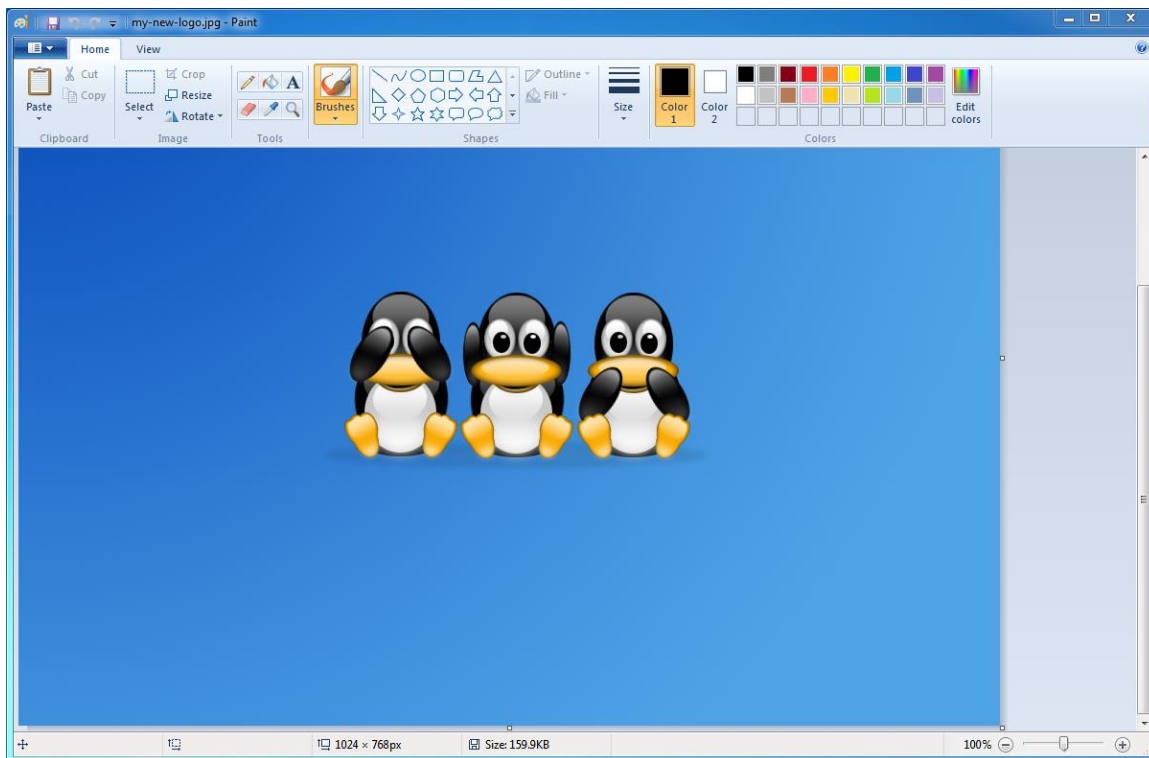 my-new-logo.jpg - Paint
Home View
Paste
Cut
Copy
Clipboard
Select
Crop
Resize
Rotate
Image
A
Tools
Brushes
Outline
Fill
Shapes
Size
Color 1
Color 2
Edit colors
Colors
1024 × 768px
Size: 159.9KB
100%